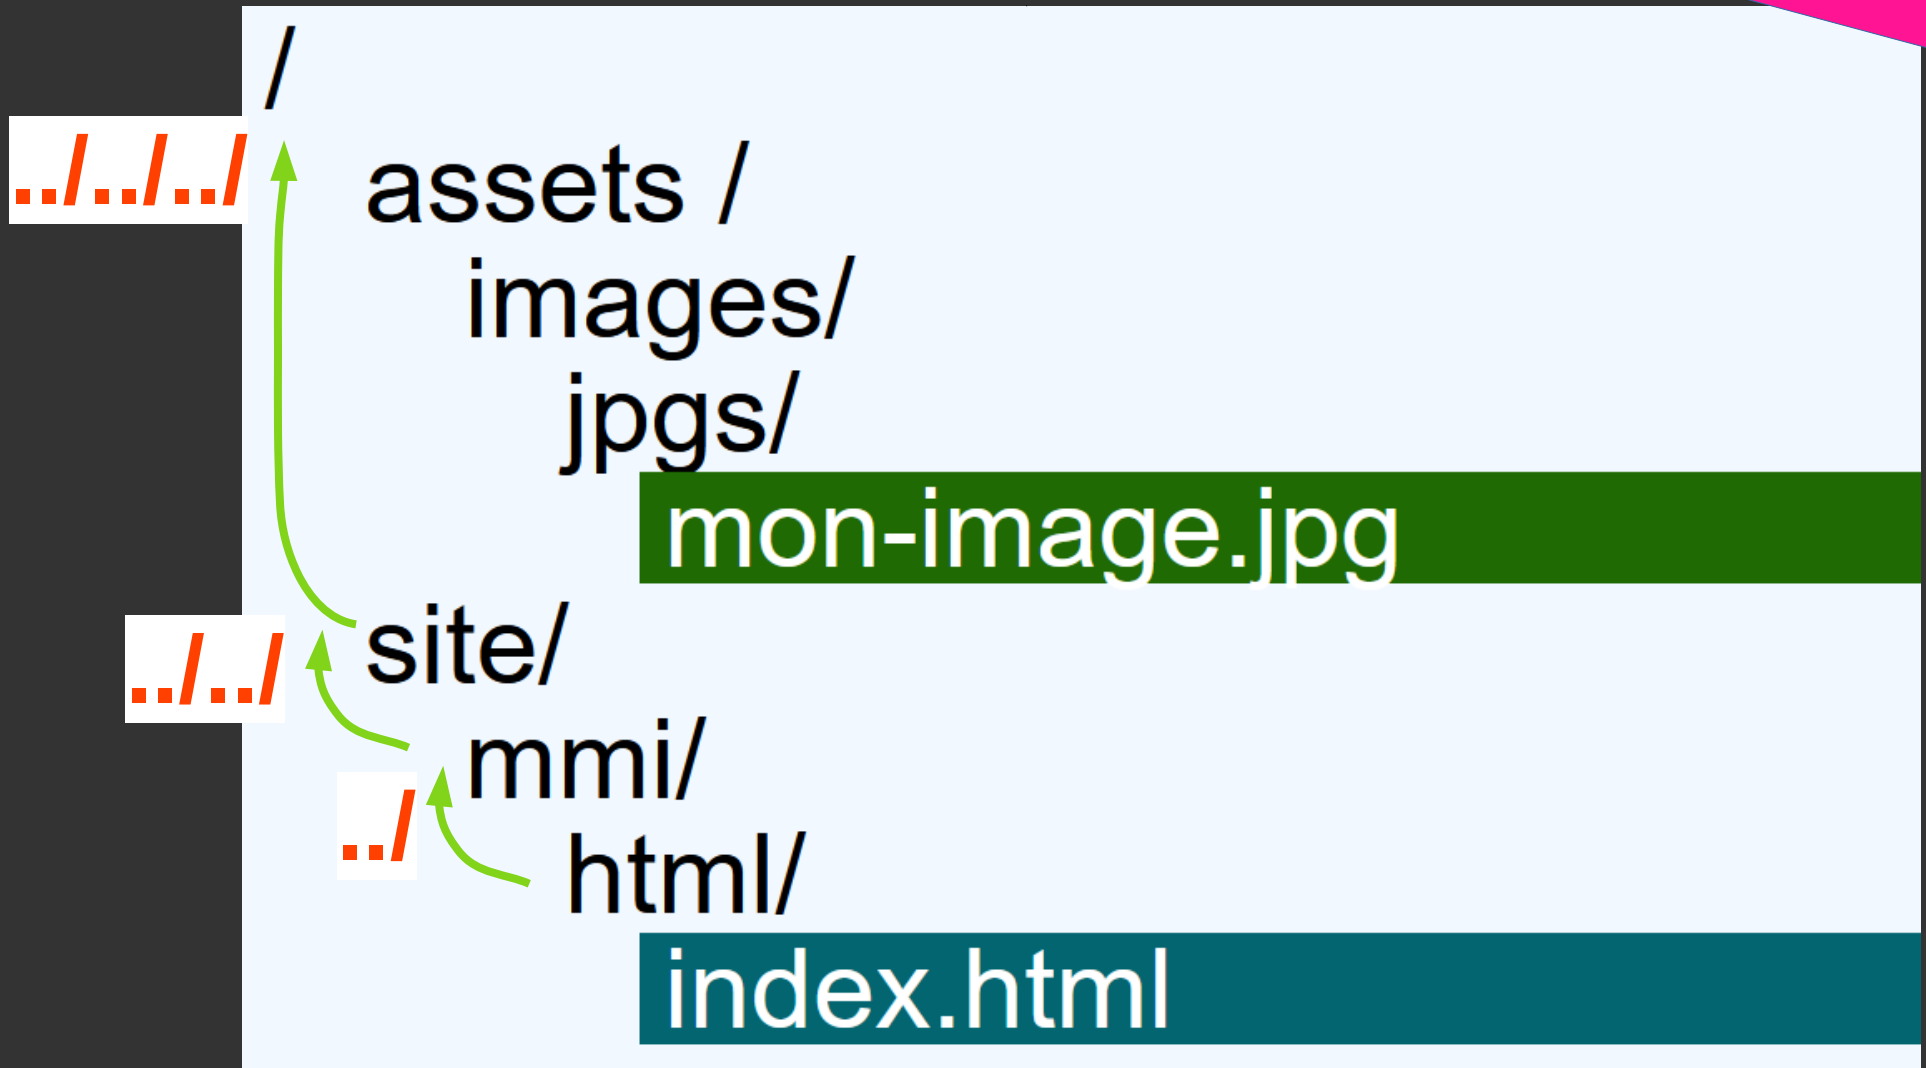 /
../../../
assets /
images/
jpgs/
mon-image.jpg
site/
../../
mmi/
../
html/
index.html